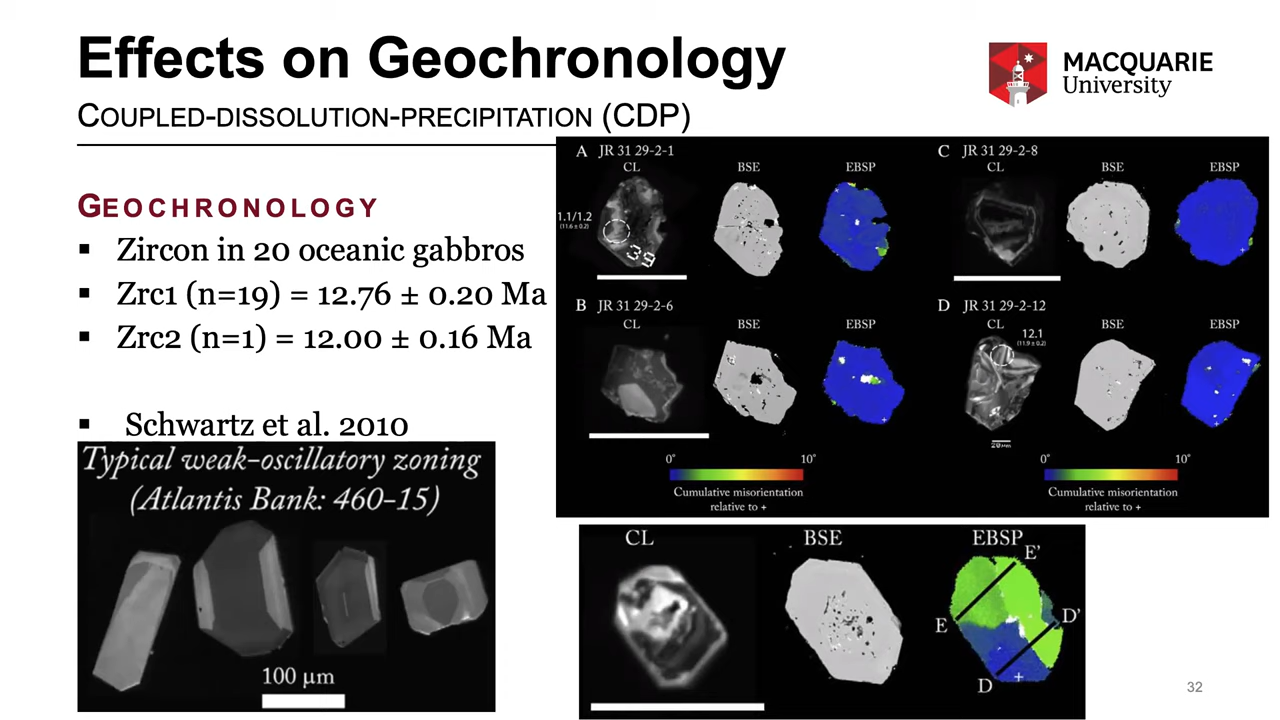 Effects on Geochronology
COUPLED-DISSOLUTION-PRECIPITATION (CDP)
MACQUARIE
University
GEOCHRONOLOGY
▪ Zircon in 20 oceanic gabbros
▪ Zrc1 (n=19) = 12.76 ± 0.20 Ma
▪ Zrc2 (n=1) = 12.00 ± 0.16 Ma
▪ Schwartz et al. 2010
Typical weak-oscillatory zoning
(Atlantis Bank: 460-15)
100 µm
A JR 31 29-2-1
CL BSE EBSP
1.1/1.2
(11.6 ± 0.2)
39
B JR 31 29-2-6
CL BSE EBSP
0° 10°
Cumulative misorientation
relative to +
C JR 31 29-2-8
CL BSE EBSP
D JR 31 29-2-12
CL BSE EBSP
12.1
(11.9 ± 0.2)
20 µm
0° 10°
Cumulative misorientation
relative to +
CL BSE EBSP
E'
E D'
D
32